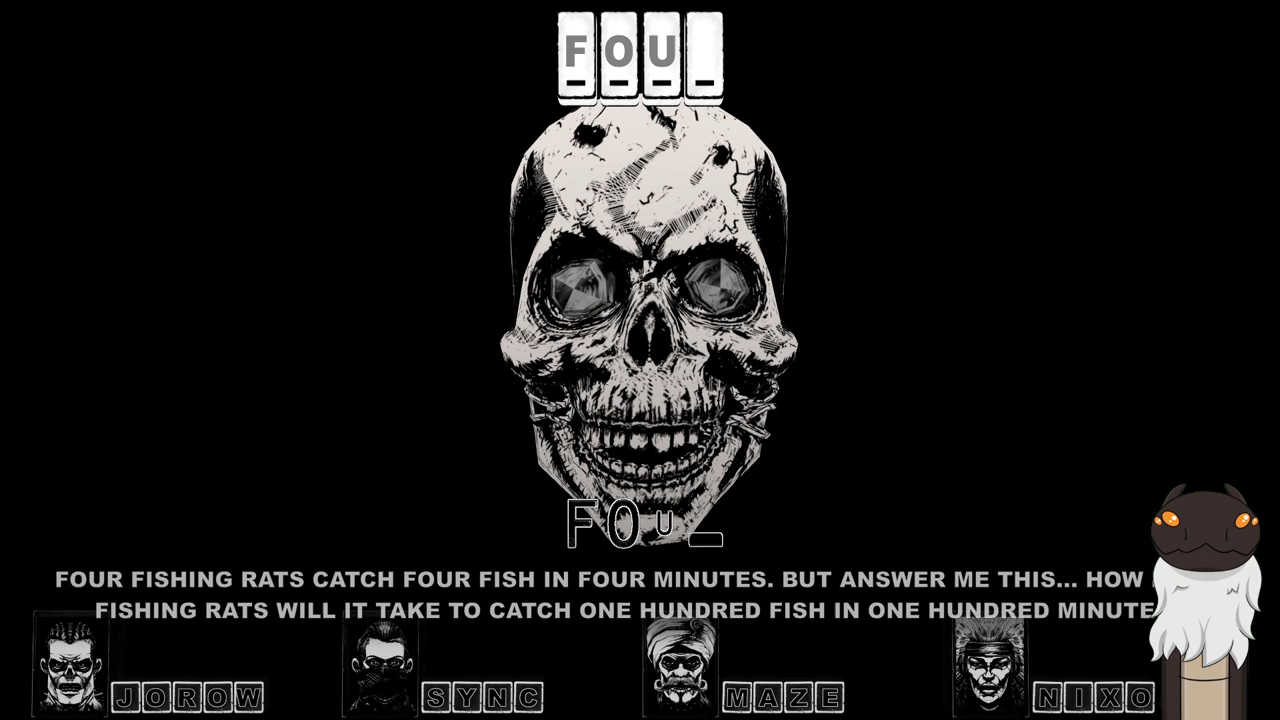 FOU_
FOU_
FOUR FISHING RATS CATCH FOUR FISH IN FOUR MINUTES. BUT ANSWER ME THIS... HOW
FISHING RATS WILL IT TAKE TO CATCH ONE HUNDRED FISH IN ONE HUNDRED MINUTE
JOROW
SYNC
MAZE
NIXO